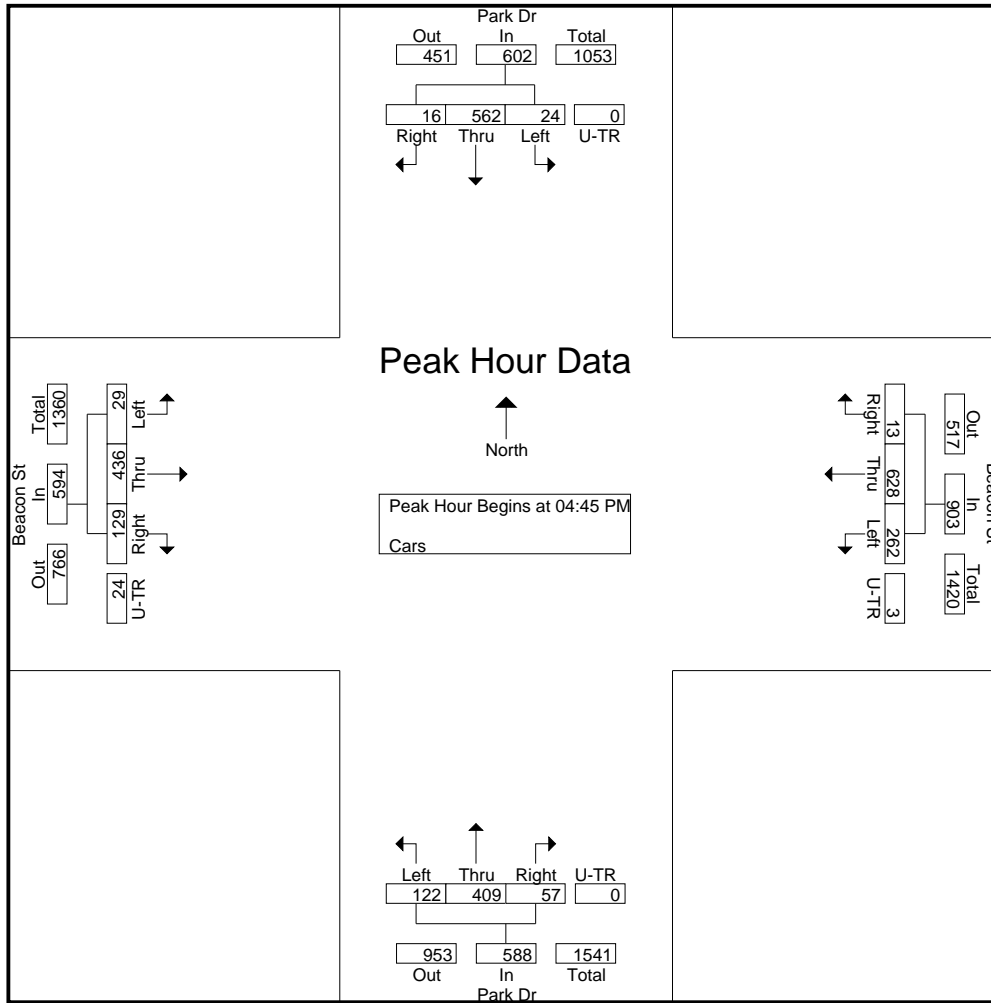 Park Dr
Out In Total
451 602 1053
16 562 24 0
Right Thru Left U-TR
Peak Hour Data
North
Peak Hour Begins at 04:45 PM
Cars
Beacon St
Total In Out
1360 594 766
29 436 129 24
Left Thru Right U-TR
Right Thru Left U-TR
13 628 262 3
Out In Total
517 903 1420
Beacon St
Left Thru Right U-TR
122 409 57 0
953 588 1541
Out In Total
Park Dr